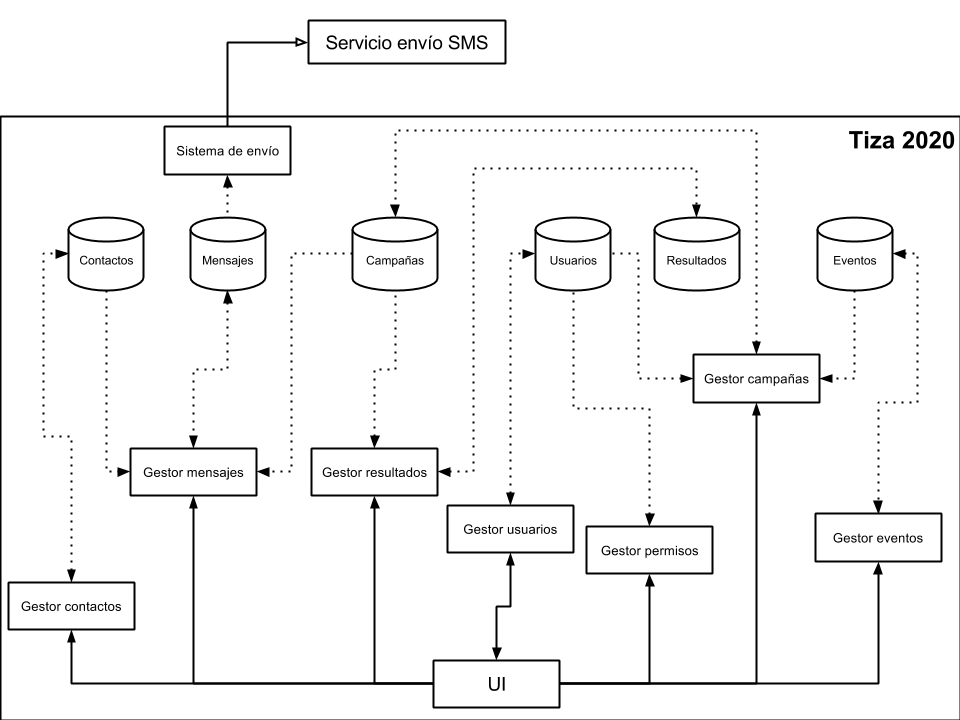 Servicio envío SMS
Tiza 2020
Sistema de envío
Contactos
Mensajes
Campañas
Usuarios
Resultados
Eventos
Gestor campañas
Gestor mensajes
Gestor resultados
Gestor usuarios
Gestor permisos
Gestor eventos
Gestor contactos
UI